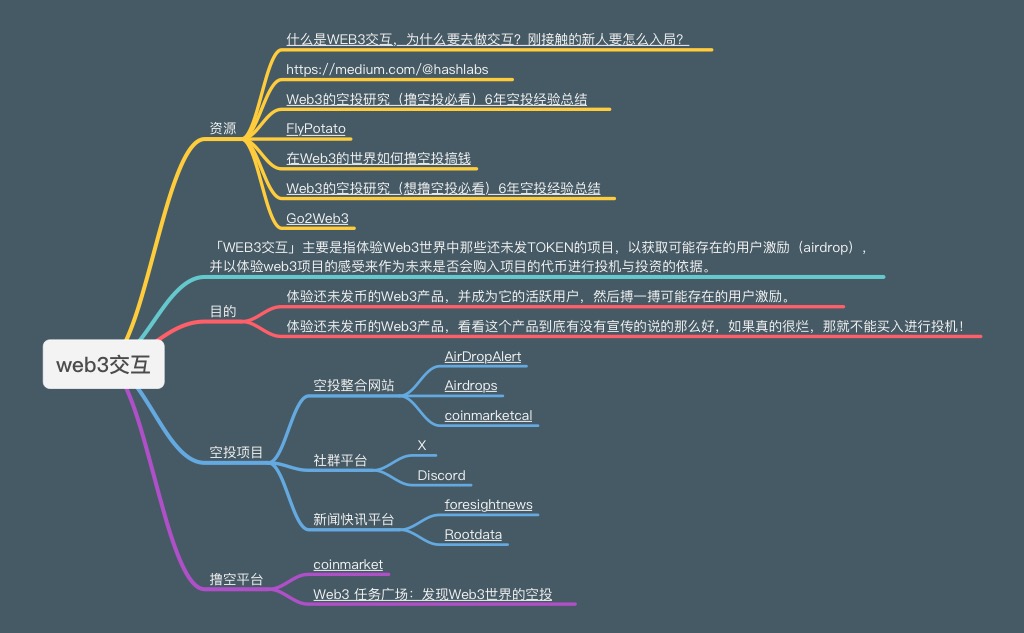 什么是WEB3交互，为什么要去做交互？刚接触的新人要怎么入局？
https://medium.com/@hashlabs
Web3的空投研究（撸空投必看）6年空投经验总结
资源
FlyPotato
在Web3的世界如何撸空投搞钱
Web3的空投研究（想撸空投必看）6年空投经验总结
Go2Web3
「WEB3交互」主要是指体验Web3世界中那些还未发TOKEN的项目，以获取可能存在的用户激励（airdrop），
并以体验web3项目的感受来作为未来是否会购入项目的代币进行投机与投资的依据。
目的
体验还未发币的Web3产品，并成为它的活跃用户，然后搏一搏可能存在的用户激励。
体验还未发币的Web3产品，看看这个产品到底有没有宣传的说的那么好，如果真的很烂，那就不能买入进行投机！
web3交互
空投项目
空投整合网站
AirDropAlert
Airdrops
coinmarketcal
社群平台
X
Discord
新闻快讯平台
foresightnews
Rootdata
撸空平台
coinmarket
Web3 任务广场：发现Web3世界的空投